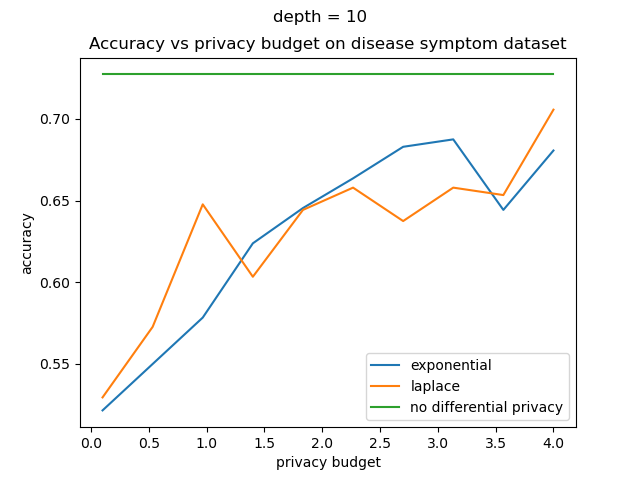 depth = 10
Accuracy vs privacy budget on disease symptom dataset
0.70
0.65
0.60
0.55
accuracy
exponential
laplace
no differential privacy
0.0 0.5 1.0 1.5 2.0 2.5 3.0 3.5 4.0
privacy budget